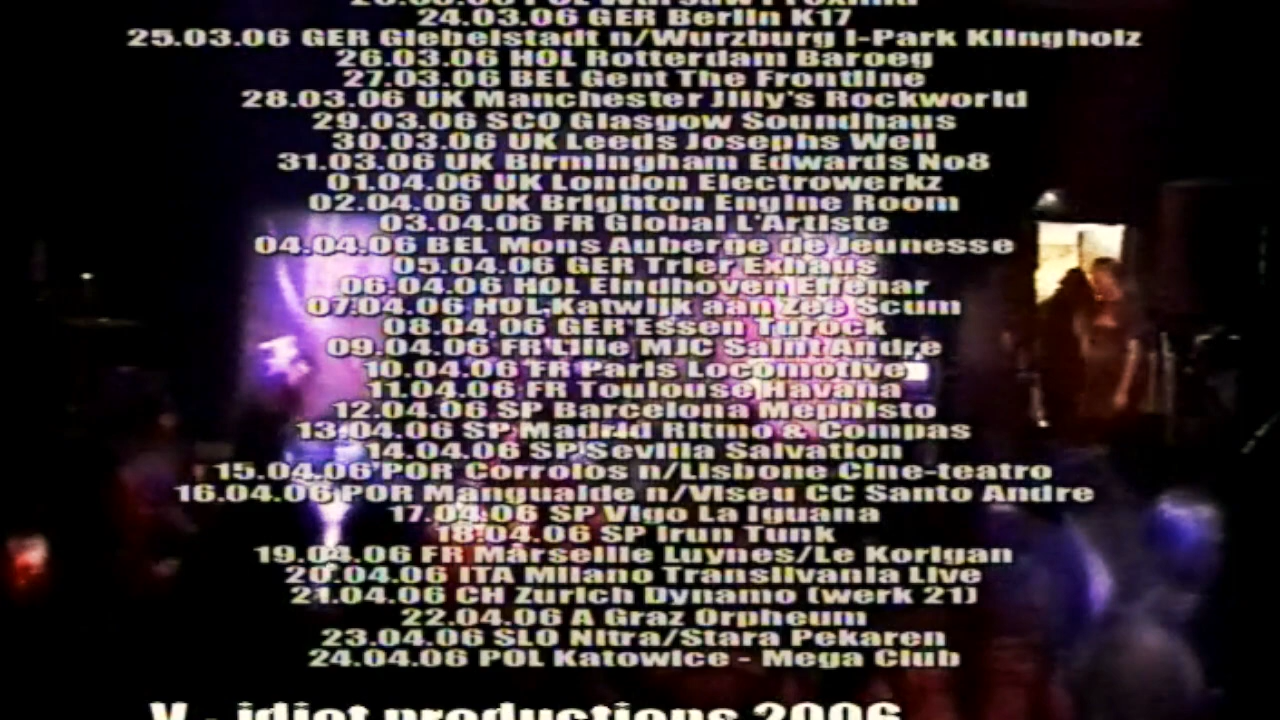 24.03.06 GER Berlin K17
25.03.06 GER Giebelstadt n/Wurzburg I-Park Klingholz
26.03.06 HOL Rotterdam Baroeg
27.03.06 BEL Gent The Frontline
28.03.06 UK Manchester Jilly's Rockworld
29.03.06 SCO Glasgow Soundhaus
30.03.06 UK Leeds Josephs Well
31.03.06 UK Birmingham Edwards No8
01.04.06 UK London Electrowerkz
02.04.06 UK Brighton Engine Room
03.04.06 FR Global L'Artiste
04.04.06 BEL Mons Auberge de Jeunesse
05.04.06 GER Trier Exhaus
06.04.06 HOL Eindhoven Effenar
07.04.06 HOL Katwijk aan Zee Scum
08.04.06 GER Essen Turock
09.04.06 FR Lille MJC Saint Andre
10.04.06 FR Paris Locomotive
11.04.06 FR Toulouse Havana
12.04.06 SP Barcelona Mephisto
13.04.06 SP Madrid Ritmo & Compas
14.04.06 SP Sevilla Salvation
15.04.06 POR Corroios n/Lisbone Cine-teatro
16.04.06 POR Mangualde n/Viseu CC Santo Andre
17.04.06 SP Vigo La Iguana
18.04.06 SP Irun Tunk
19.04.06 FR Marseille Luynes/Le Korigan
20.04.06 ITA Milano Transilvania Live
21.04.06 CH Zurich Dynamo (werk 21)
22.04.06 A Graz Orpheum
23.04.06 SLO Nitra/Stara Pekaren
24.04.06 POL Katowice - Mega Club
V - idiot productions 2006